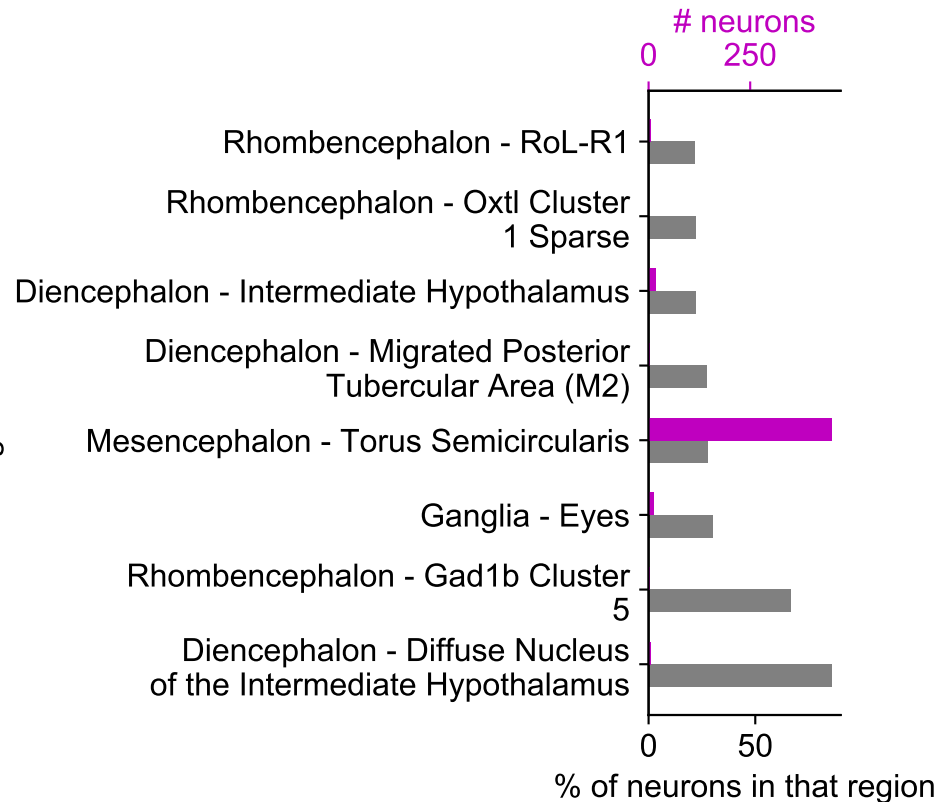 # neurons
0 250
Rhombencephalon - RoL-R1
Rhombencephalon - Oxtl Cluster
1 Sparse
Diencephalon - Intermediate Hypothalamus
Diencephalon - Migrated Posterior
Tubercular Area (M2)
Mesencephalon - Torus Semicircularis
Ganglia - Eyes
Rhombencephalon - Gad1b Cluster
5
Diencephalon - Diffuse Nucleus
of the Intermediate Hypothalamus
0 50
% of neurons in that region